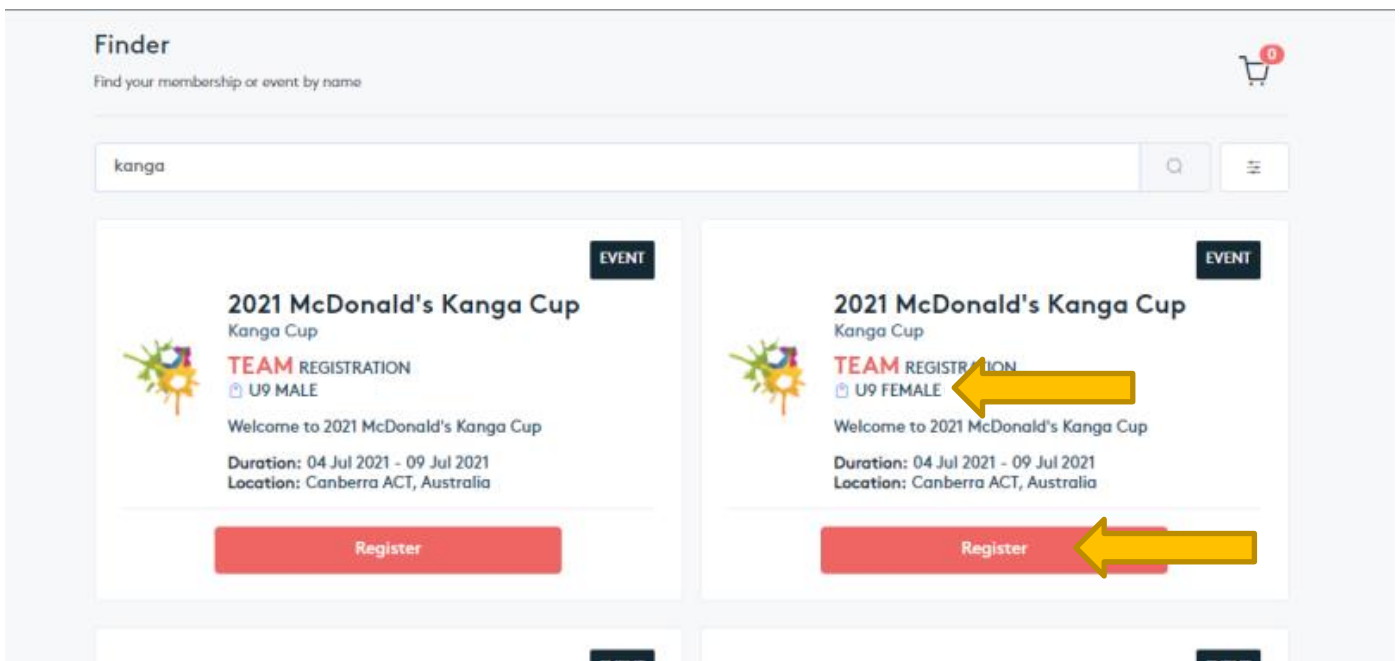 Finder
Find your membership or event by name
0
kanga
EVENT
2021 McDonald's Kanga Cup
Kanga Cup
TEAM REGISTRATION
U9 MALE
Welcome to 2021 McDonald's Kanga Cup
Duration: 04 Jul 2021 - 09 Jul 2021
Location: Canberra ACT, Australia
Register
EVENT
2021 McDonald's Kanga Cup
Kanga Cup
TEAM REGISTRATION
U9 FEMALE
Welcome to 2021 McDonald's Kanga Cup
Duration: 04 Jul 2021 - 09 Jul 2021
Location: Canberra ACT, Australia
Register